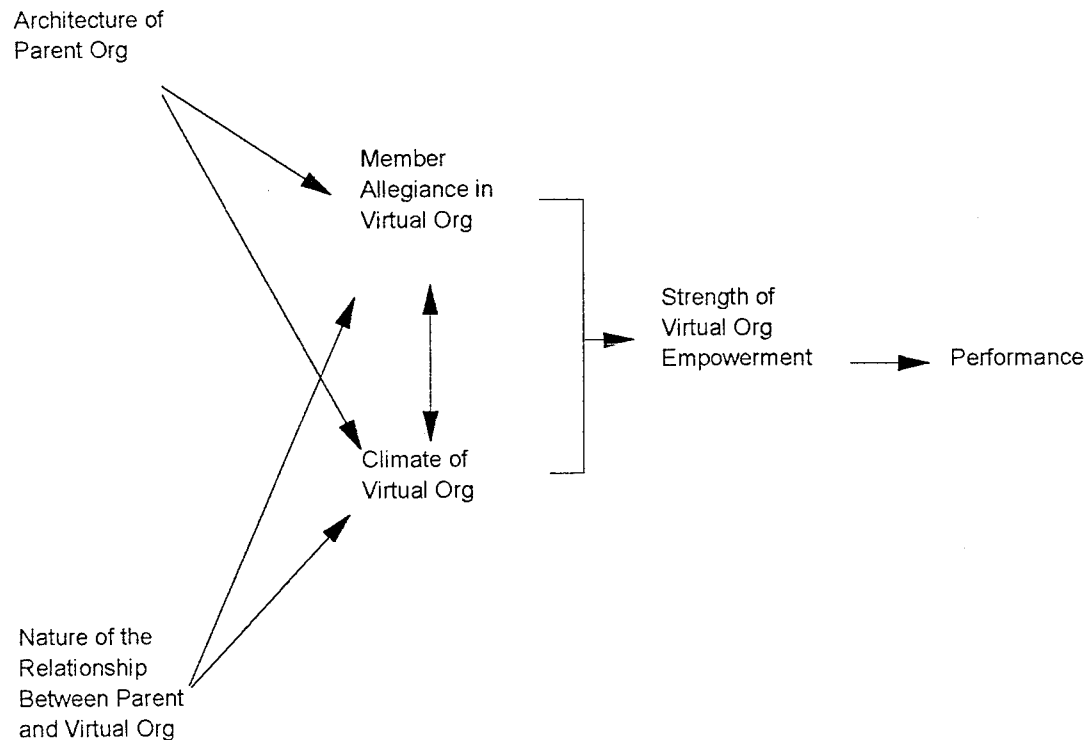 Architecture of
Parent Org
Member
Allegiance in
Virtual Org
Strength of
Virtual Org
Empowerment
Performance
Climate of
Virtual Org
Nature of the
Relationship
Between Parent
and Virtual Org